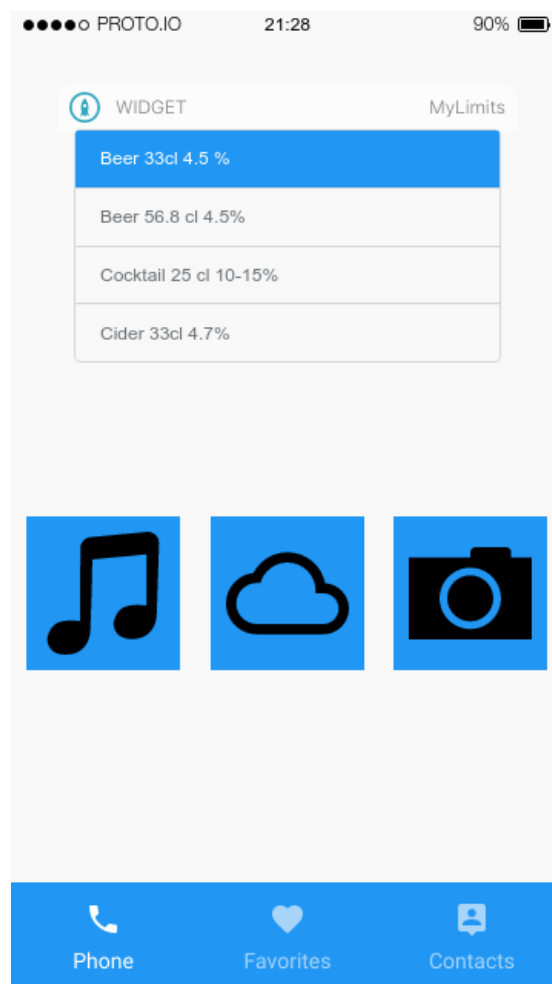 PROTO.IO 21:28 90%
WIDGET MyLimits
Beer 33cl 4.5 %
Beer 56.8 cl 4.5%
Cocktail 25 cl 10-15%
Cider 33cl 4.7%
Phone Favorites Contacts